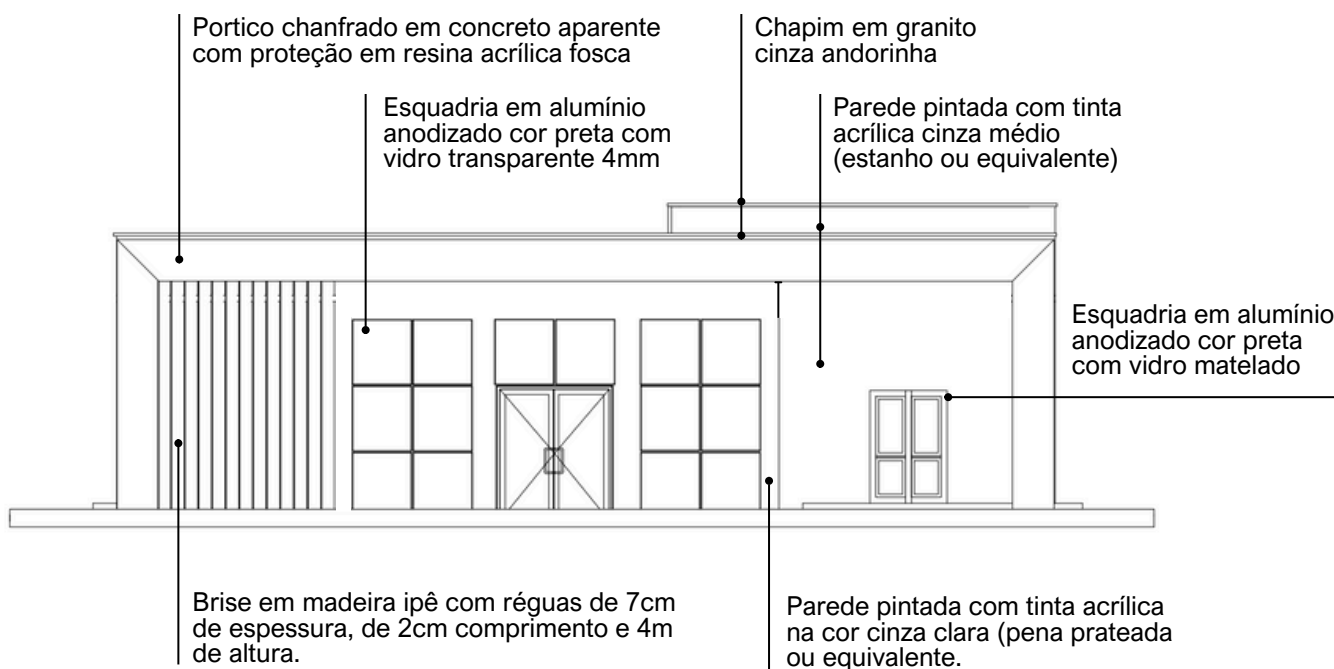 Portico chanfrado em concreto aparente
com proteção em resina acrílica fosca
Chapim em granito
cinza andorinha
Esquadria em alumínio
anodizado cor preta com
vidro transparente 4mm
Parede pintada com tinta
acrílica cinza médio
(estanho ou equivalente)
Esquadria em alumínio
anodizado cor preta
com vidro matelado
Brise em madeira ipê com réguas de 7cm
de espessura, de 2cm comprimento e 4m
de altura.
Parede pintada com tinta acrílica
na cor cinza clara (pena prateada
ou equivalente.